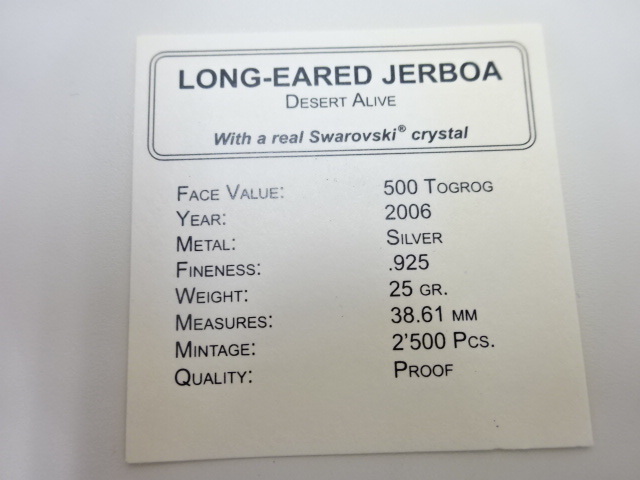 LONG-EARED JERBOA
DESERT ALIVE
With a real Swarovski® crystal
FACE VALUE: 500 TOGROG
YEAR: 2006
METAL: SILVER
FINENESS: .925
WEIGHT: 25 GR.
MEASURES: 38.61 MM
MINTAGE: 2'500 PCS.
QUALITY: PROOF